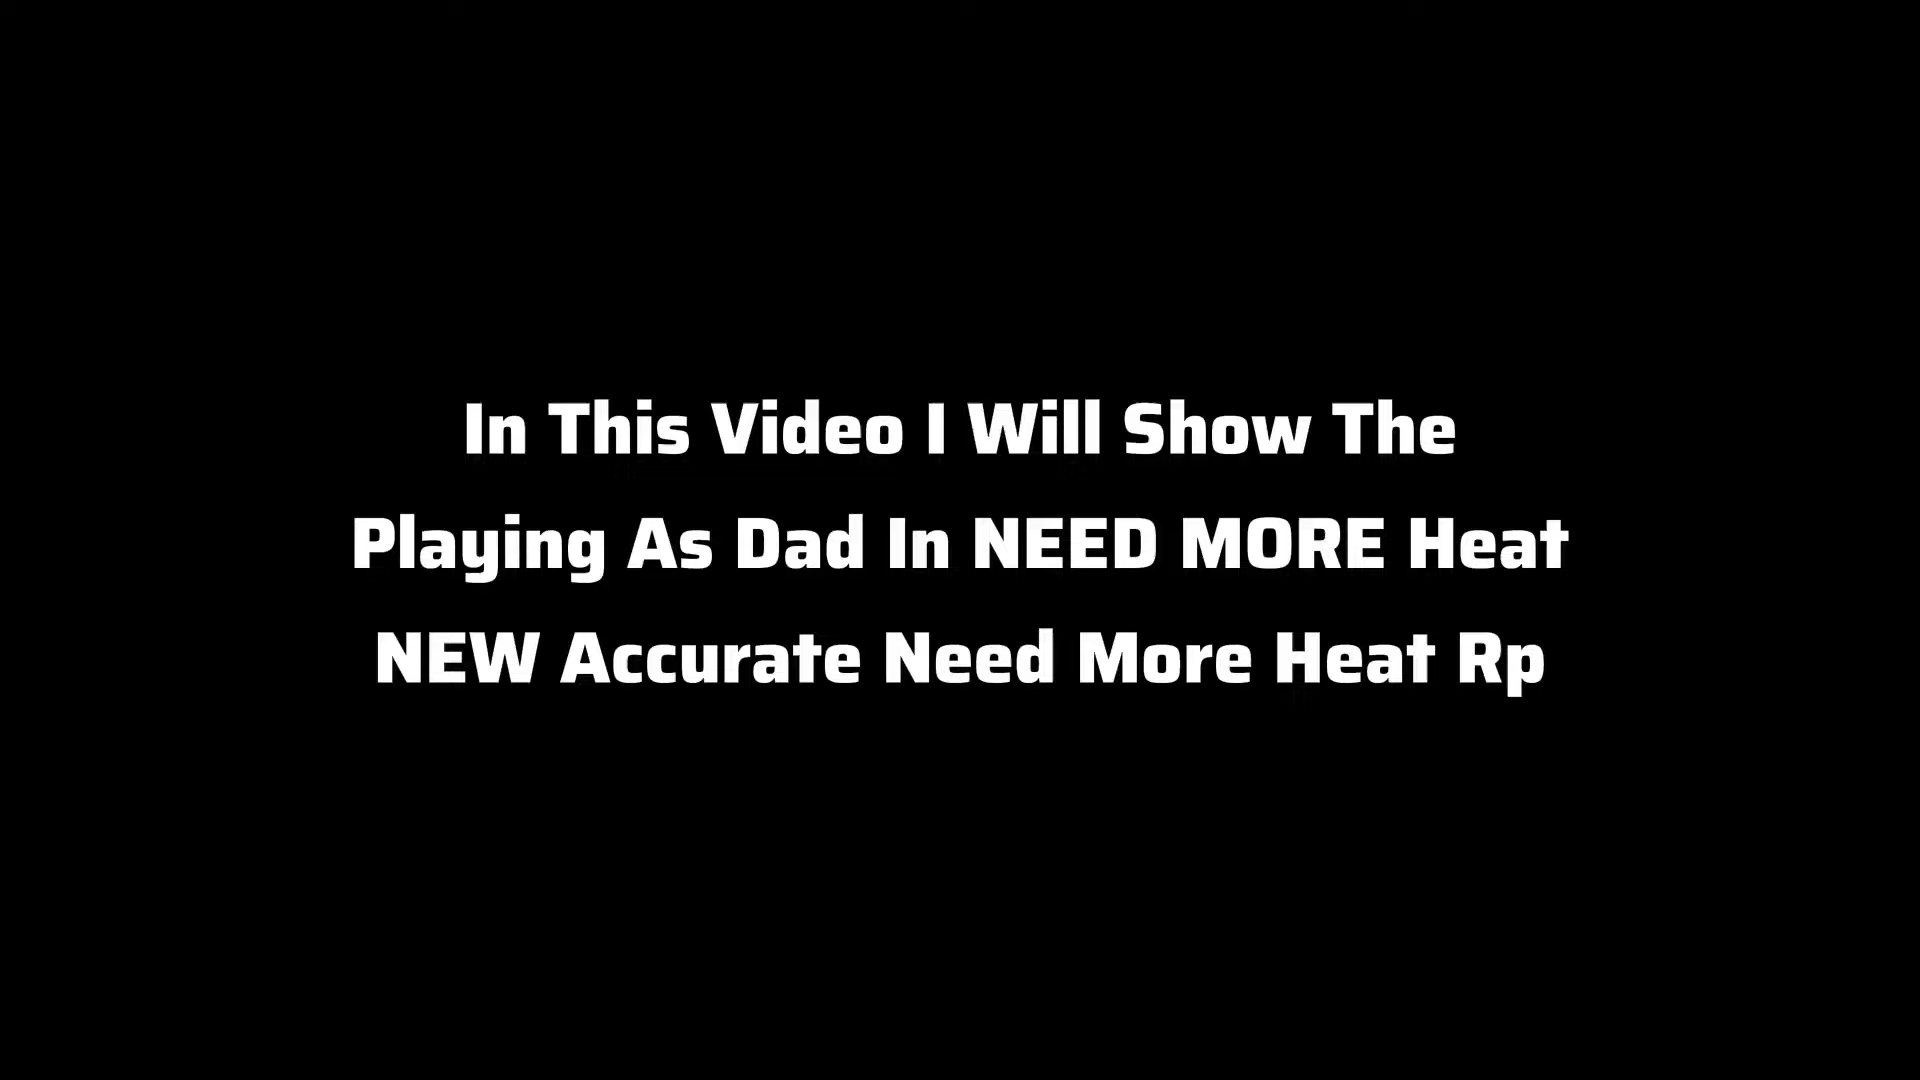 In This Video I Will Show The
Playing As Dad In NEED MORE Heat
NEW Accurate Need More Heat Rp